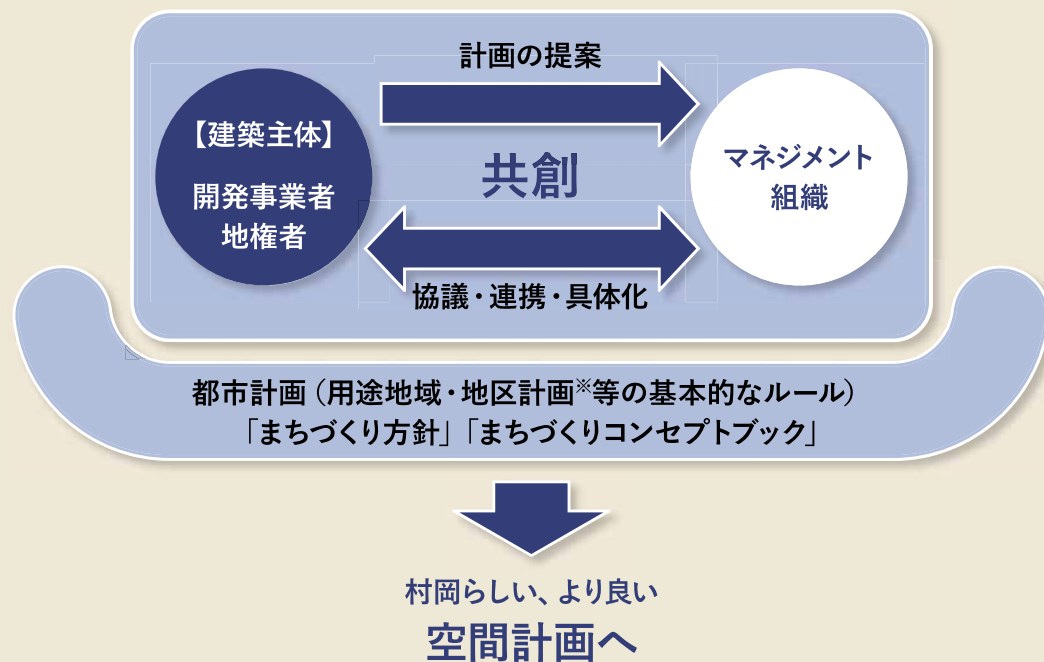 計画の提案
【建築主体】
開発事業者
地権者
共創
マネジメント
組織
協議・連携・具体化
都市計画（用途地域・地区計画※等の基本的なルール）
「まちづくり方針」「まちづくりコンセプトブック」
村岡らしい、より良い
空間計画へ